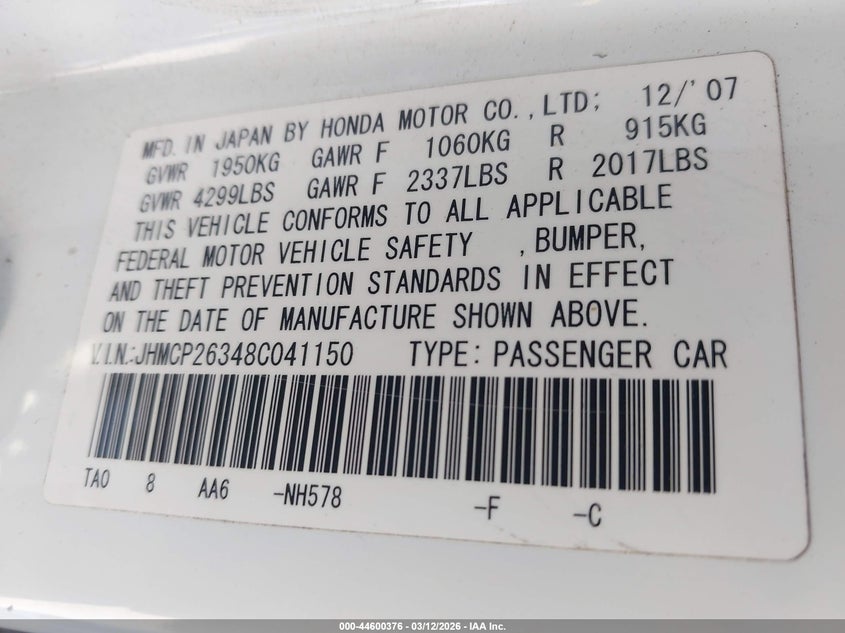 MFD. IN JAPAN BY HONDA MOTOR CO., LTD; 12/'07
GVWR 1950KG GAWR F 1060KG R 915KG
GVWR 4299LBS GAWR F 2337LBS R 2017LBS
THIS VEHICLE CONFORMS TO ALL APPLICABLE
FEDERAL MOTOR VEHICLE SAFETY , BUMPER,
AND THEFT PREVENTION STANDARDS IN EFFECT
ON THE DATE OF MANUFACTURE SHOWN ABOVE.
V.I.N.:JHMCP26348C041150 TYPE: PASSENGER CAR
TA0 8 AA6 -NH578 -F -C
000-44600376 - 03/12/2026 - IAA Inc.